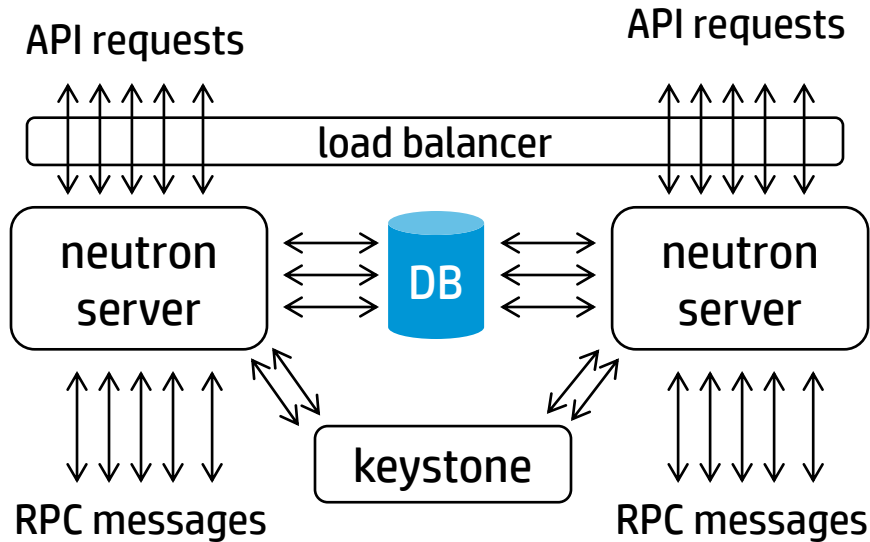 API requests
API requests
load balancer
neutron
server
DB
neutron
server
keystone
RPC messages
RPC messages